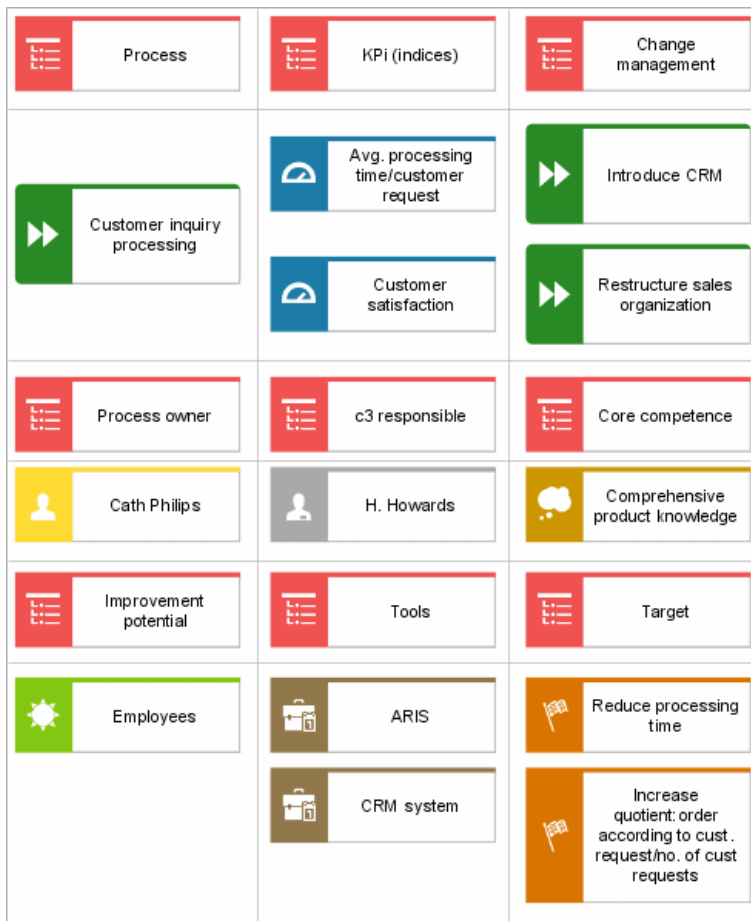 Process
KPi (indices)
Change
management
Customer inquiry
processing
Avg. processing
time/customer
request
Customer
satisfaction
Introduce CRM
Restructure sales
organization
Process owner
c3 responsible
Core competence
Cath Philips
H. Howards
Comprehensive
product knowledge
Improvement
potential
Tools
Target
Employees
ARIS
CRM system
Reduce processing
time
Increase
quotient: order
according to cust.
request/no. of cust
requests